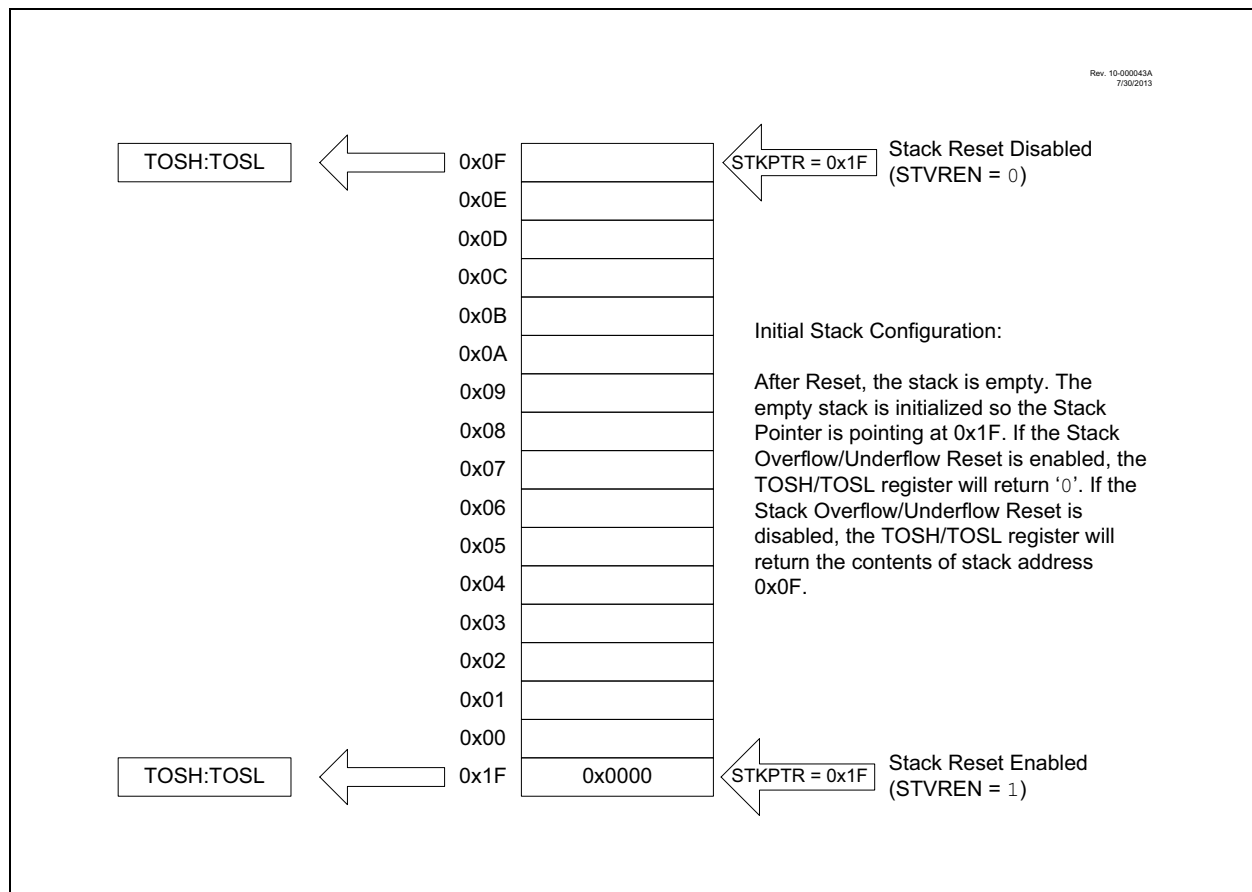 Rev. 10-000043A
7/30/2013
TOSH:TOSL
0x0F
STKPTR = 0x1F
Stack Reset Disabled
(STVREN = 0)
0x0E
0x0D
0x0C
0x0B
0x0A
0x09
0x08
0x07
0x06
0x05
0x04
0x03
0x02
0x01
0x00
Initial Stack Configuration:
After Reset, the stack is empty. The
empty stack is initialized so the Stack
Pointer is pointing at 0x1F. If the Stack
Overflow/Underflow Reset is enabled, the
TOSH/TOSL register will return ‘0’. If the
Stack Overflow/Underflow Reset is
disabled, the TOSH/TOSL register will
return the contents of stack address
0x0F.
TOSH:TOSL
0x1F
0x0000
STKPTR = 0x1F
Stack Reset Enabled
(STVREN = 1)